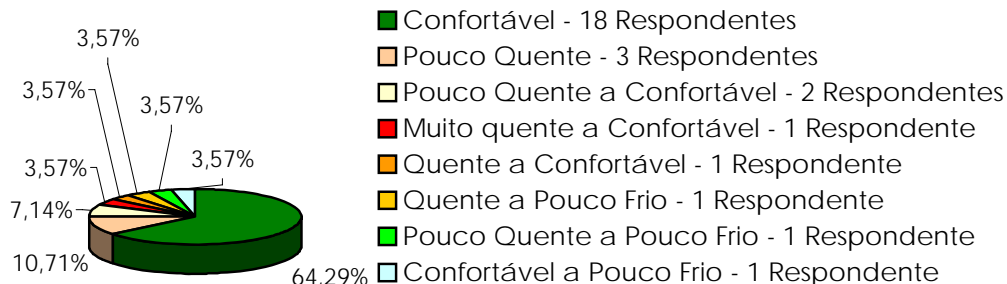 3,57%
3,57%
3,57%
3,57%
3,57%
7,14%
10,71%
64,29%
Confortável - 18 Respondentes
Pouco Quente - 3 Respondentes
Pouco Quente a Confortável - 2 Respondentes
Muito quente a Confortável - 1 Respondente
Quente a Confortável - 1 Respondente
Quente a Pouco Frio - 1 Respondente
Pouco Quente a Pouco Frio - 1 Respondente
Confortável a Pouco Frio - 1 Respondente